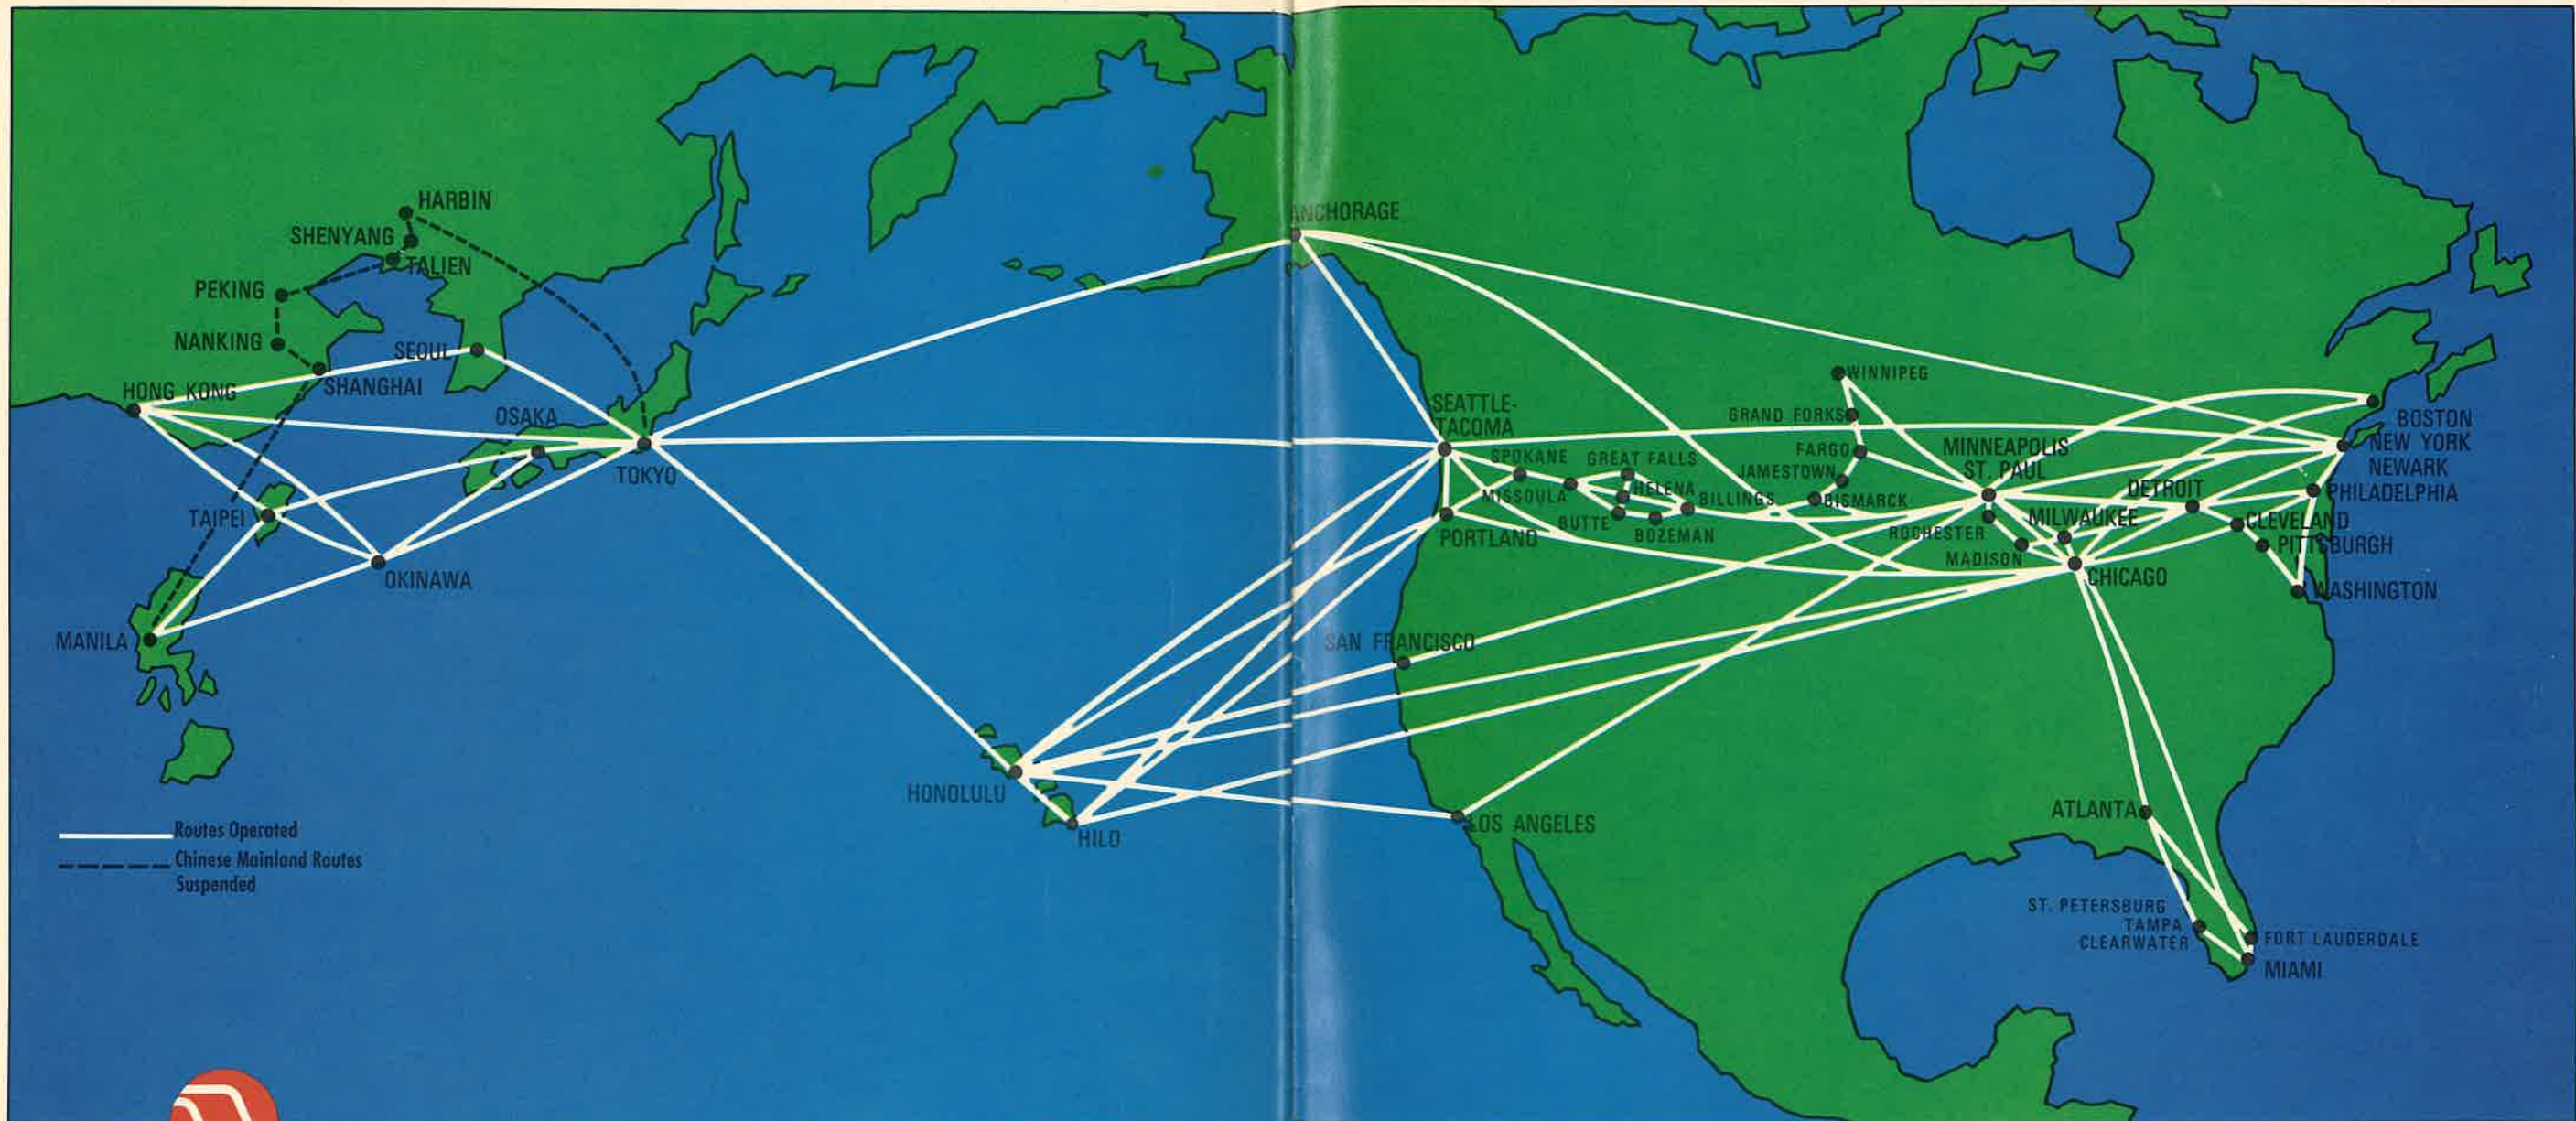 HARBIN
SHENYANG
TALIEN
PEKING
NANKING
SEOUL
SHANGHAI
HONG KONG
OSAKA
TOKYO
TAIPEI
OKINAWA
MANILA
Routes Operated
Chinese Mainland Routes
Suspended
HONOLULU
HILO
ANCHORAGE
SEATTLE-
TACOMA
SPOKANE
GREAT FALLS
MISSOULA
HELENA
BILLINGS
BUTTE
BOZEMAN
PORTLAND
SAN FRANCISCO
LOS ANGELES
WINNIPEG
GRAND FORKS
FARGO
JAMESTOWN
BISMARCK
MINNEAPOLIS
ST. PAUL
ROCHESTER
MADISON
MILWAUKEE
CHICAGO
DETROIT
CLEVELAND
PITTSBURGH
WASHINGTON
BOSTON
NEW YORK
NEWARK
PHILADELPHIA
ATLANTA
ST. PETERSBURG
TAMPA
CLEARWATER
FORT LAUDERDALE
MIAMI